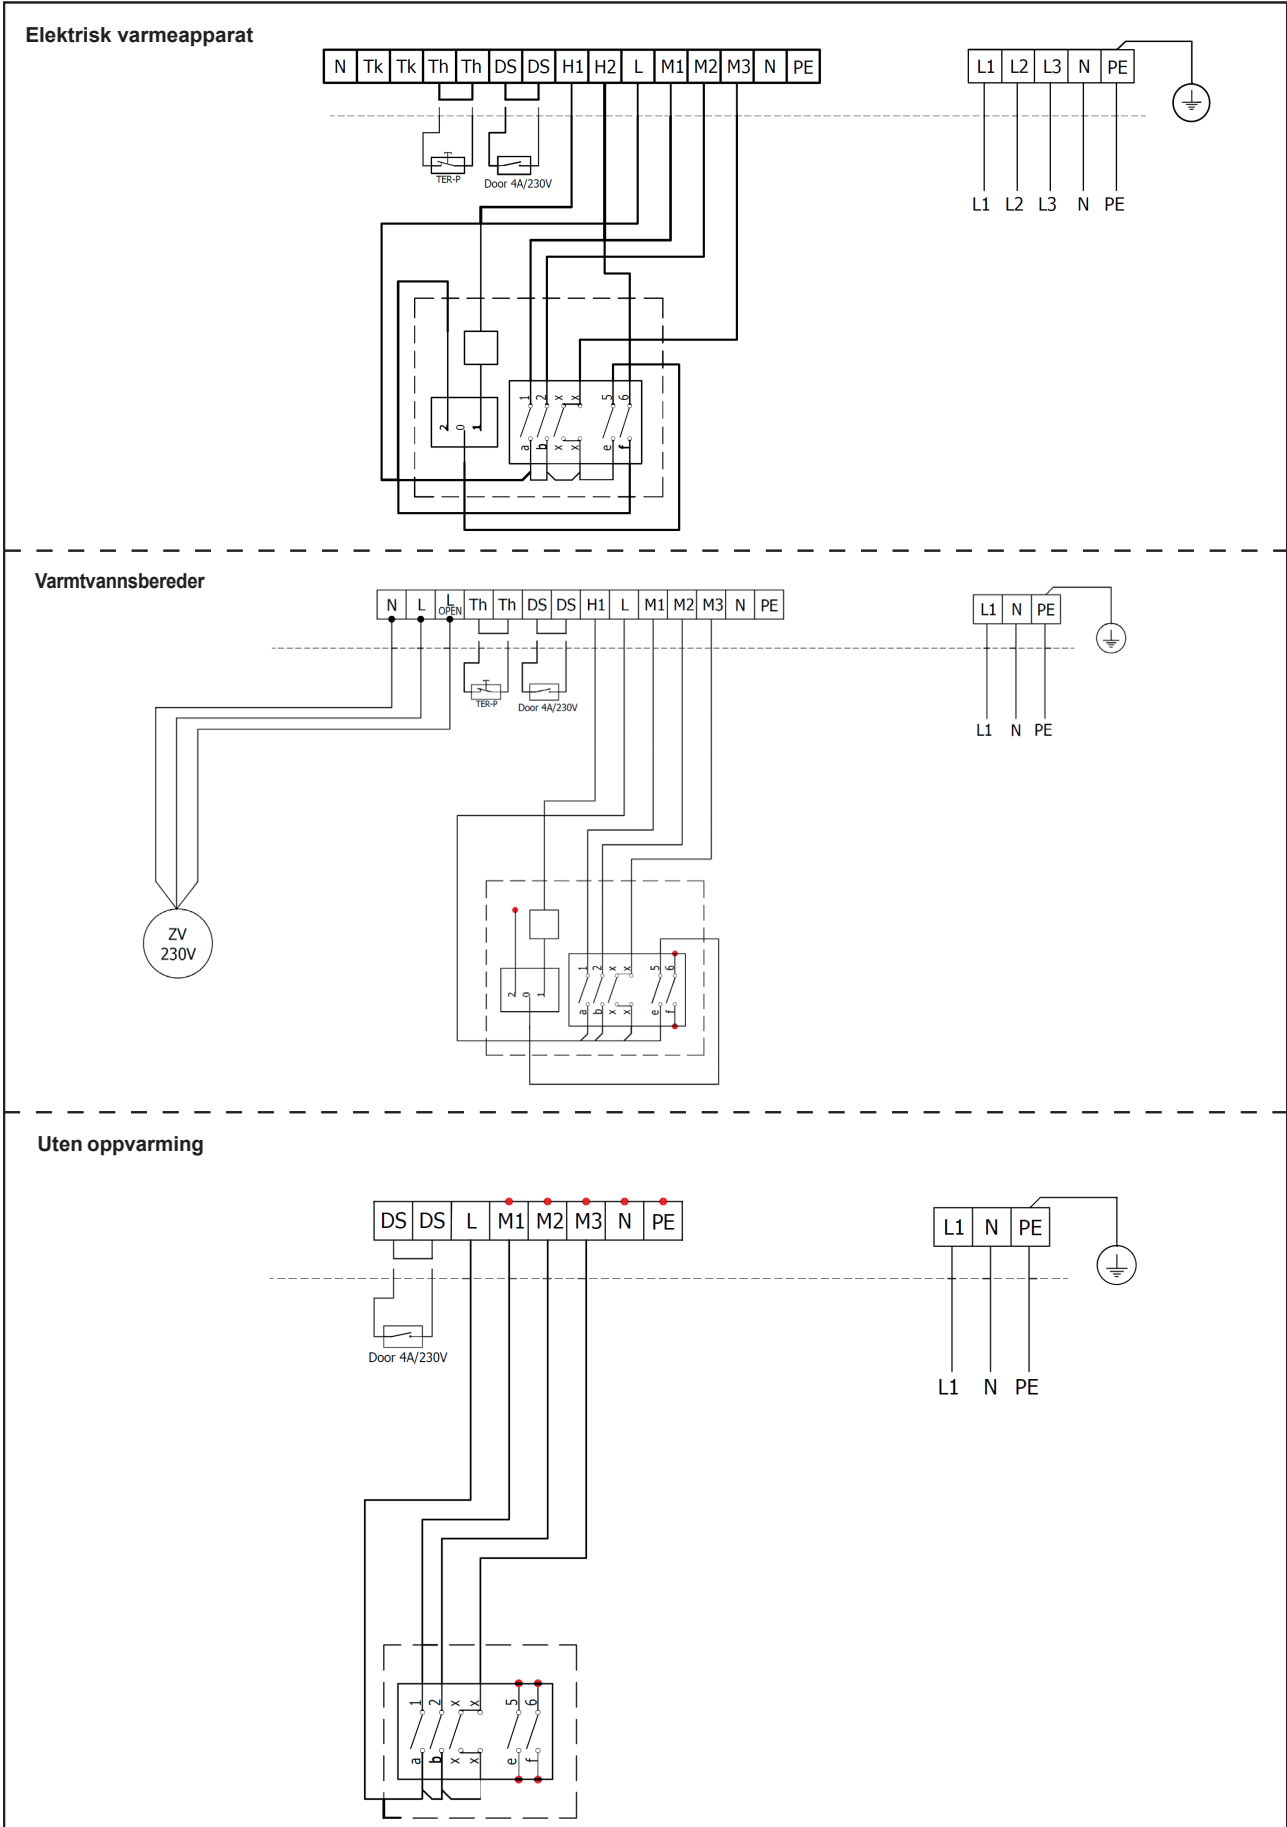 Elektrisk varmeapparat
N Tk Tk Th Th DS DS H1 H2 L M1 M2 M3 N PE
L1 L2 L3 N PE
TER-P
Door 4A/230V
L1 L2 L3 N PE
1 2 x x 5 6
2 0 1
a b x x e f
Varmtvannsbereder
N L L OPEN Th Th DS DS H1 L M1 M2 M3 N PE
L1 N PE
TER-P
Door 4A/230V
L1 N PE
ZV
230V
1 2 x x 5 6
2 0 1
a b x x e f
Uten oppvarming
DS DS L M1 M2 M3 N PE
L1 N PE
Door 4A/230V
L1 N PE
1 2 x x 5 6
a b x x e f